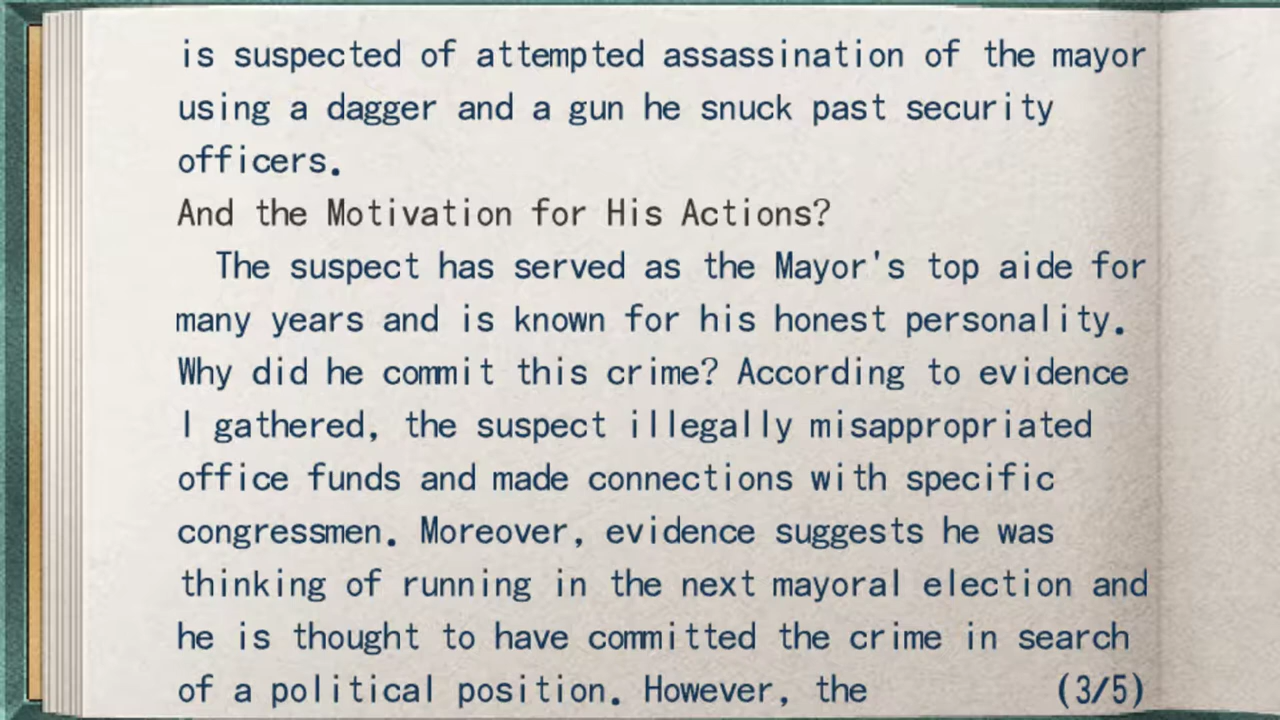 is suspected of attempted assassination of the mayor
using a dagger and a gun he snuck past security
officers.
And the Motivation for His Actions?
The suspect has served as the Mayor's top aide for
many years and is known for his honest personality.
Why did he commit this crime? According to evidence
I gathered, the suspect illegally misappropriated
office funds and made connections with specific
congressmen. Moreover, evidence suggests he was
thinking of running in the next mayoral election and
he is thought to have committed the crime in search
of a political position. However, the (3/5)